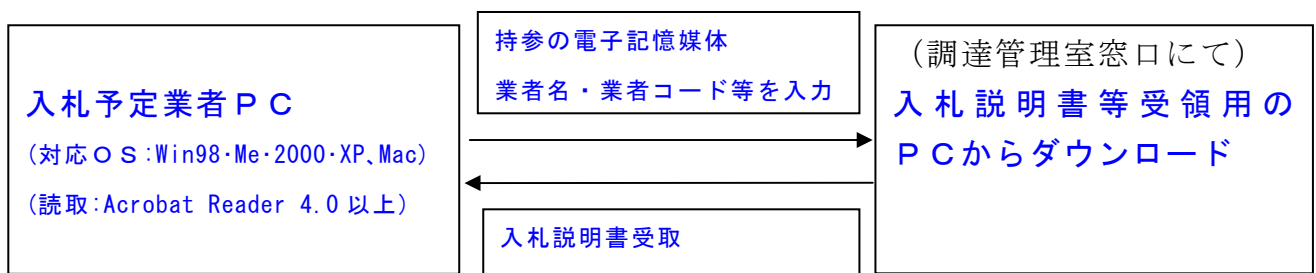 入札予定業者ＰＣ
(対応ＯＳ:Win98･Me･2000･XP､Mac)
(読取:Acrobat Reader 4.0 以上)
持参の電子記憶媒体
業者名・業者コード等を入力
入札説明書受取
（調達管理室窓口にて）
入札説明書等受領用の
ＰＣからダウンロード